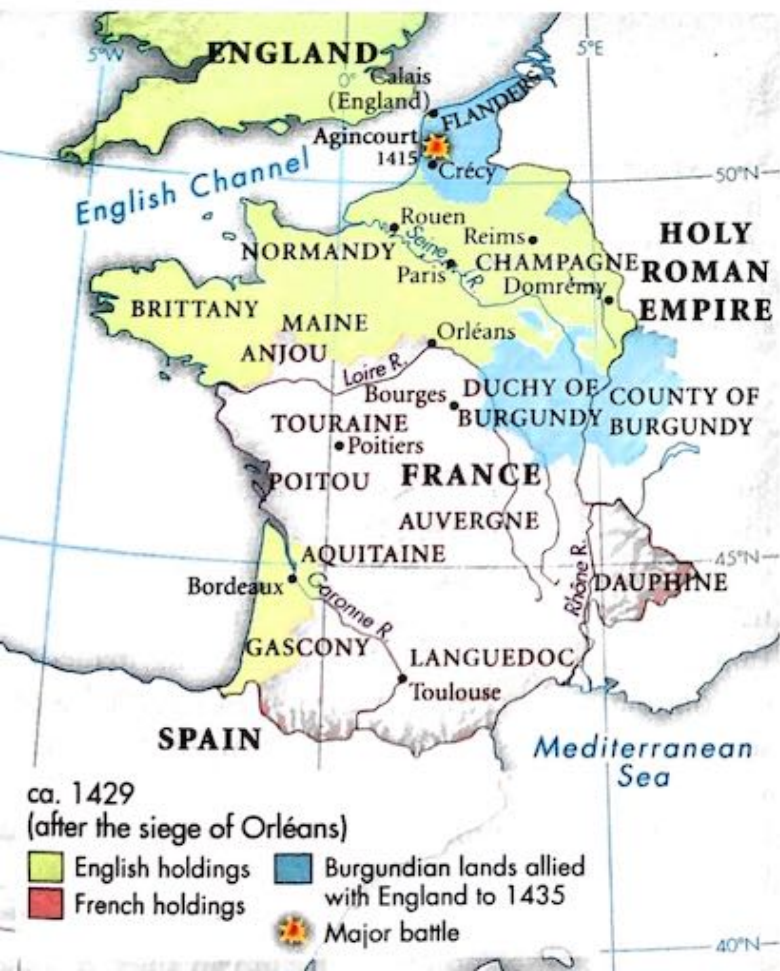 ENGLAND
5°W
0°
5°E
Calais
(England)
FLANDERS
Agincourt
1415
Crécy
English Channel
50°N
Rouen
Seine R.
Reims
NORMANDY
Paris
CHAMPAGNE
Domrémy
HOLY
ROMAN
EMPIRE
BRITTANY
MAINE
ANJOU
Orléans
Loire R.
Bourges
DUCHY OF
BURGUNDY
COUNTY OF
BURGUNDY
TOURAINE
Poitiers
POITOU
FRANCE
AUVERGNE
AQUITAINE
45°N
Bordeaux
Garonne R.
Rhône R.
DAUPHINE
GASCONY
LANGUEDOC
Toulouse
SPAIN
Mediterranean
Sea
ca. 1429
(after the siege of Orléans)
English holdings
French holdings
Burgundian lands allied
with England to 1435
Major battle
40°N